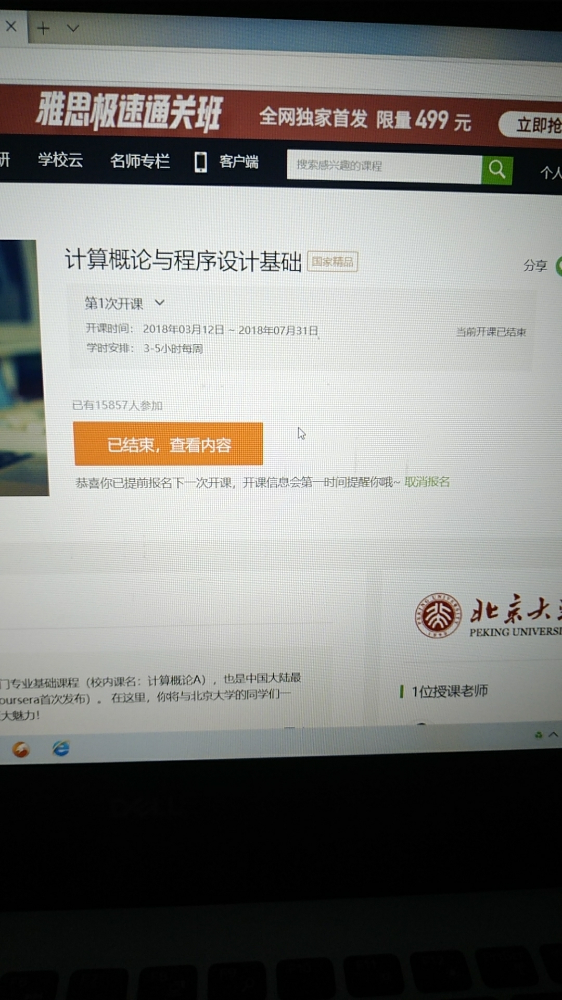 雅思极速通关班 全网独家首发 限量 499 元 立即抢
研 学校云 名师专栏 客户端 搜索感兴趣的课程 个人
计算概论与程序设计基础 国家精品 分享
第1次开课
开课时间： 2018年03月12日 ~ 2018年07月31日 当前开课已结束
学时安排： 3-5小时每周
已有15857人参加
已结束，查看内容
恭喜你已提前报名下一次开课，开课信息会第一时间提醒你哦~ 取消报名
PEKING UNIVERSITY 1898
北京大
PEKING UNIVERSI
门专业基础课程（校内课名：计算概论A），也是中国大陆最
oursera首次发布）。在这里，你将与北京大学的同学们一
大魅力！
1位授课老师